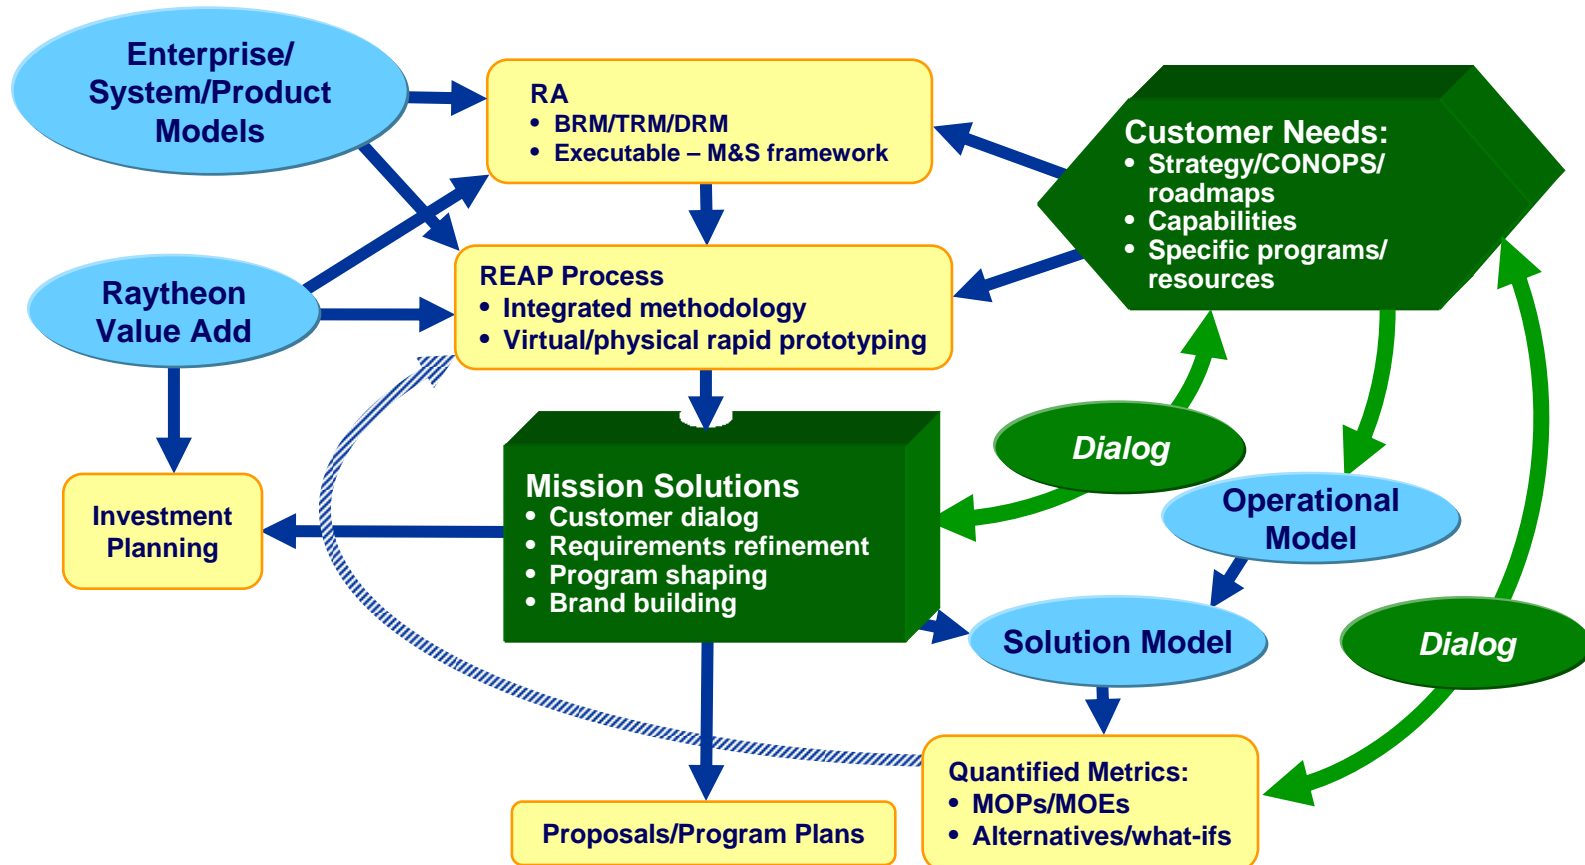 Enterprise/
System/Product
Models
RA
• BRM/TRM/DRM
• Executable – M&S framework
Customer Needs:
• Strategy/CONOPS/
roadmaps
• Capabilities
• Specific programs/
resources
Raytheon
Value Add
REAP Process
• Integrated methodology
• Virtual/physical rapid prototyping
Dialog
Mission Solutions
• Customer dialog
• Requirements refinement
• Program shaping
• Brand building
Investment
Planning
Operational
Model
Solution Model
Dialog
Quantified Metrics:
• MOPs/MOEs
• Alternatives/what-ifs
Proposals/Program Plans